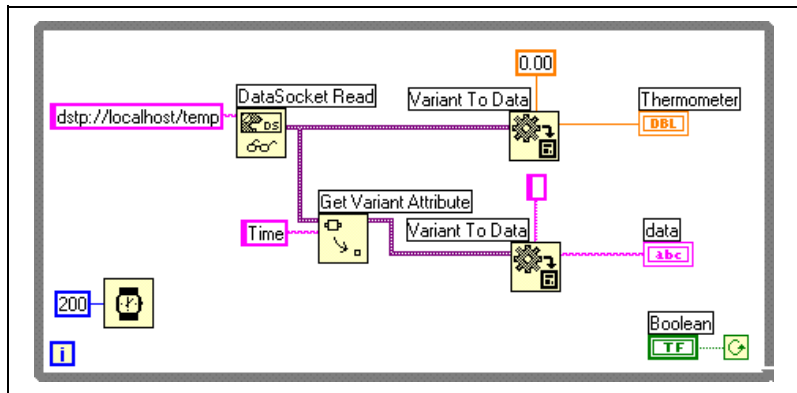 0.00
DataSocket Read
Variant To Data
Thermometer
dstp://localhost/temp
DS
DBL
Get Variant Attribute
Time
Variant To Data
data
abc
200
Boolean
TF
i